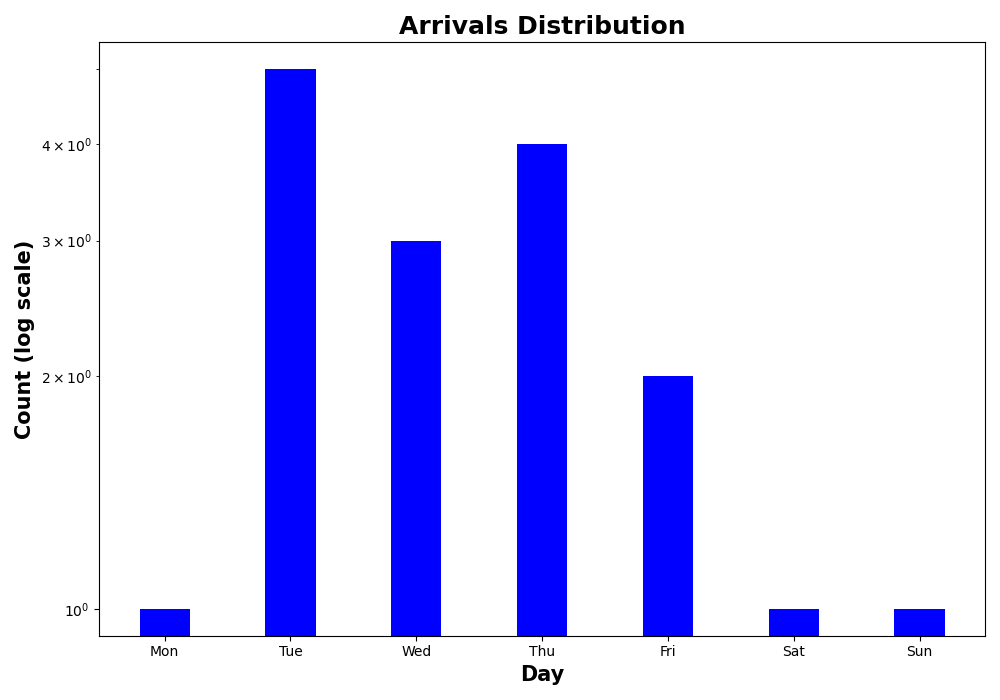 Arrivals Distribution
Count (log scale)
4 × 10⁰
3 × 10⁰
2 × 10⁰
10⁰
Mon Tue Wed Thu Fri Sat Sun
Day